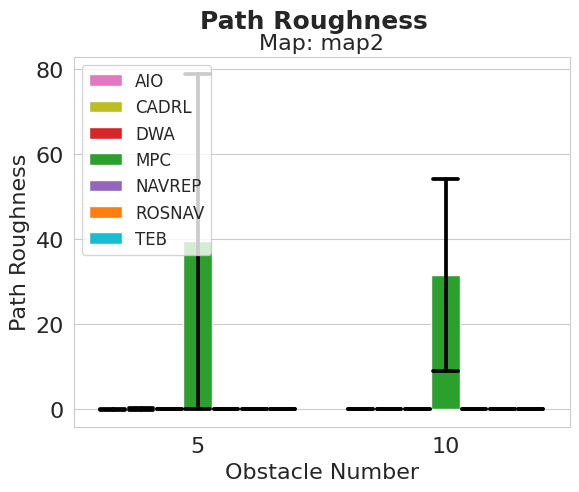 Path Roughness
Map: map2
80
60
40
20
0
Path Roughness
AIO
CADRL
DWA
MPC
NAVREP
ROSNAV
TEB
5
10
Obstacle Number